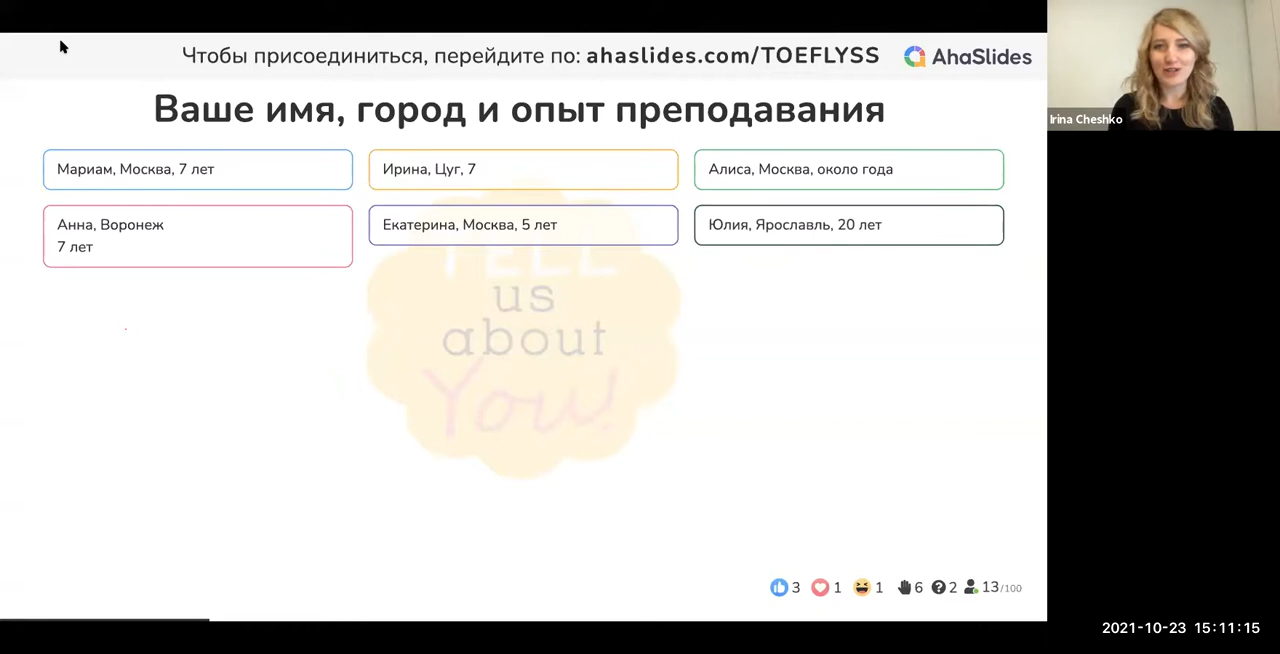 Чтобы присоединиться, перейдите по: ahaslides.com/TOEFLYSS
AhaSlides
Irina Cheshko
Ваше имя, город и опыт преподавания
Мариам, Москва, 7 лет
Ирина, Цуг, 7
Алиса, Москва, около года
Анна, Воронеж
7 лет
Екатерина, Москва, 5 лет
Юлия, Ярославль, 20 лет
TELL
us
about
You!
3 1 1 6 2 13/100
2021-10-23 15:11:15